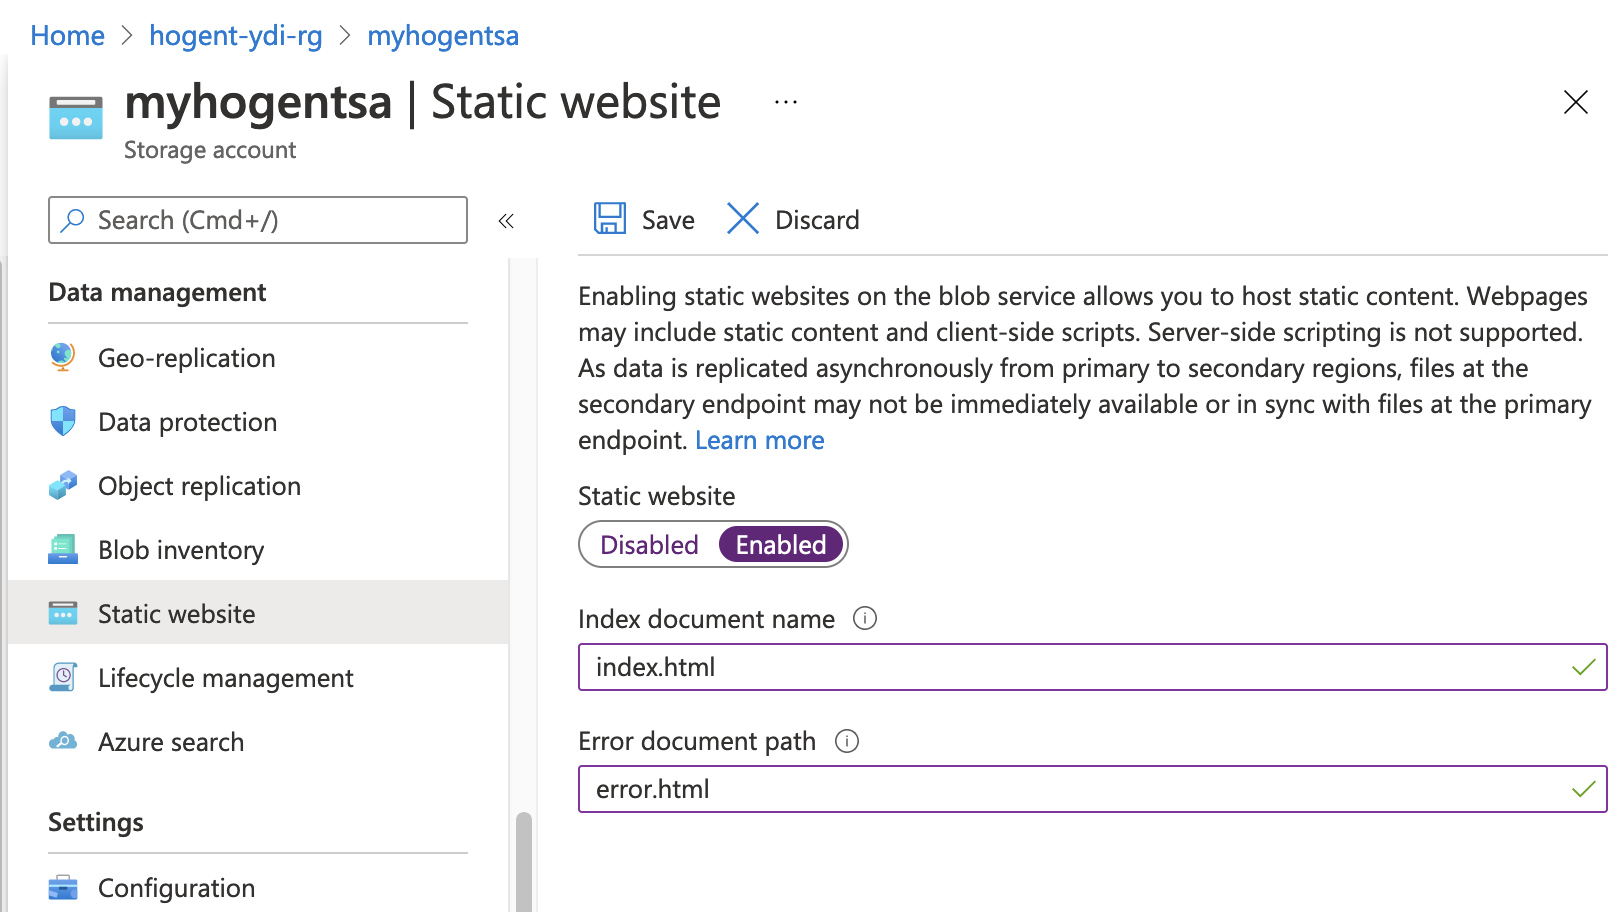 Home > hogent-ydi-rg > myhogentsa
myhogentsa | Static website ...
Storage account
Search (Cmd+/)
«
Save
Discard
Data management
Geo-replication
Data protection
Object replication
Blob inventory
Static website
Lifecycle management
Azure search
Settings
Configuration
Enabling static websites on the blob service allows you to host static content. Webpages
may include static content and client-side scripts. Server-side scripting is not supported.
As data is replicated asynchronously from primary to secondary regions, files at the
secondary endpoint may not be immediately available or in sync with files at the primary
endpoint. Learn more
Static website
Disabled Enabled
Index document name
index.html
Error document path
error.html